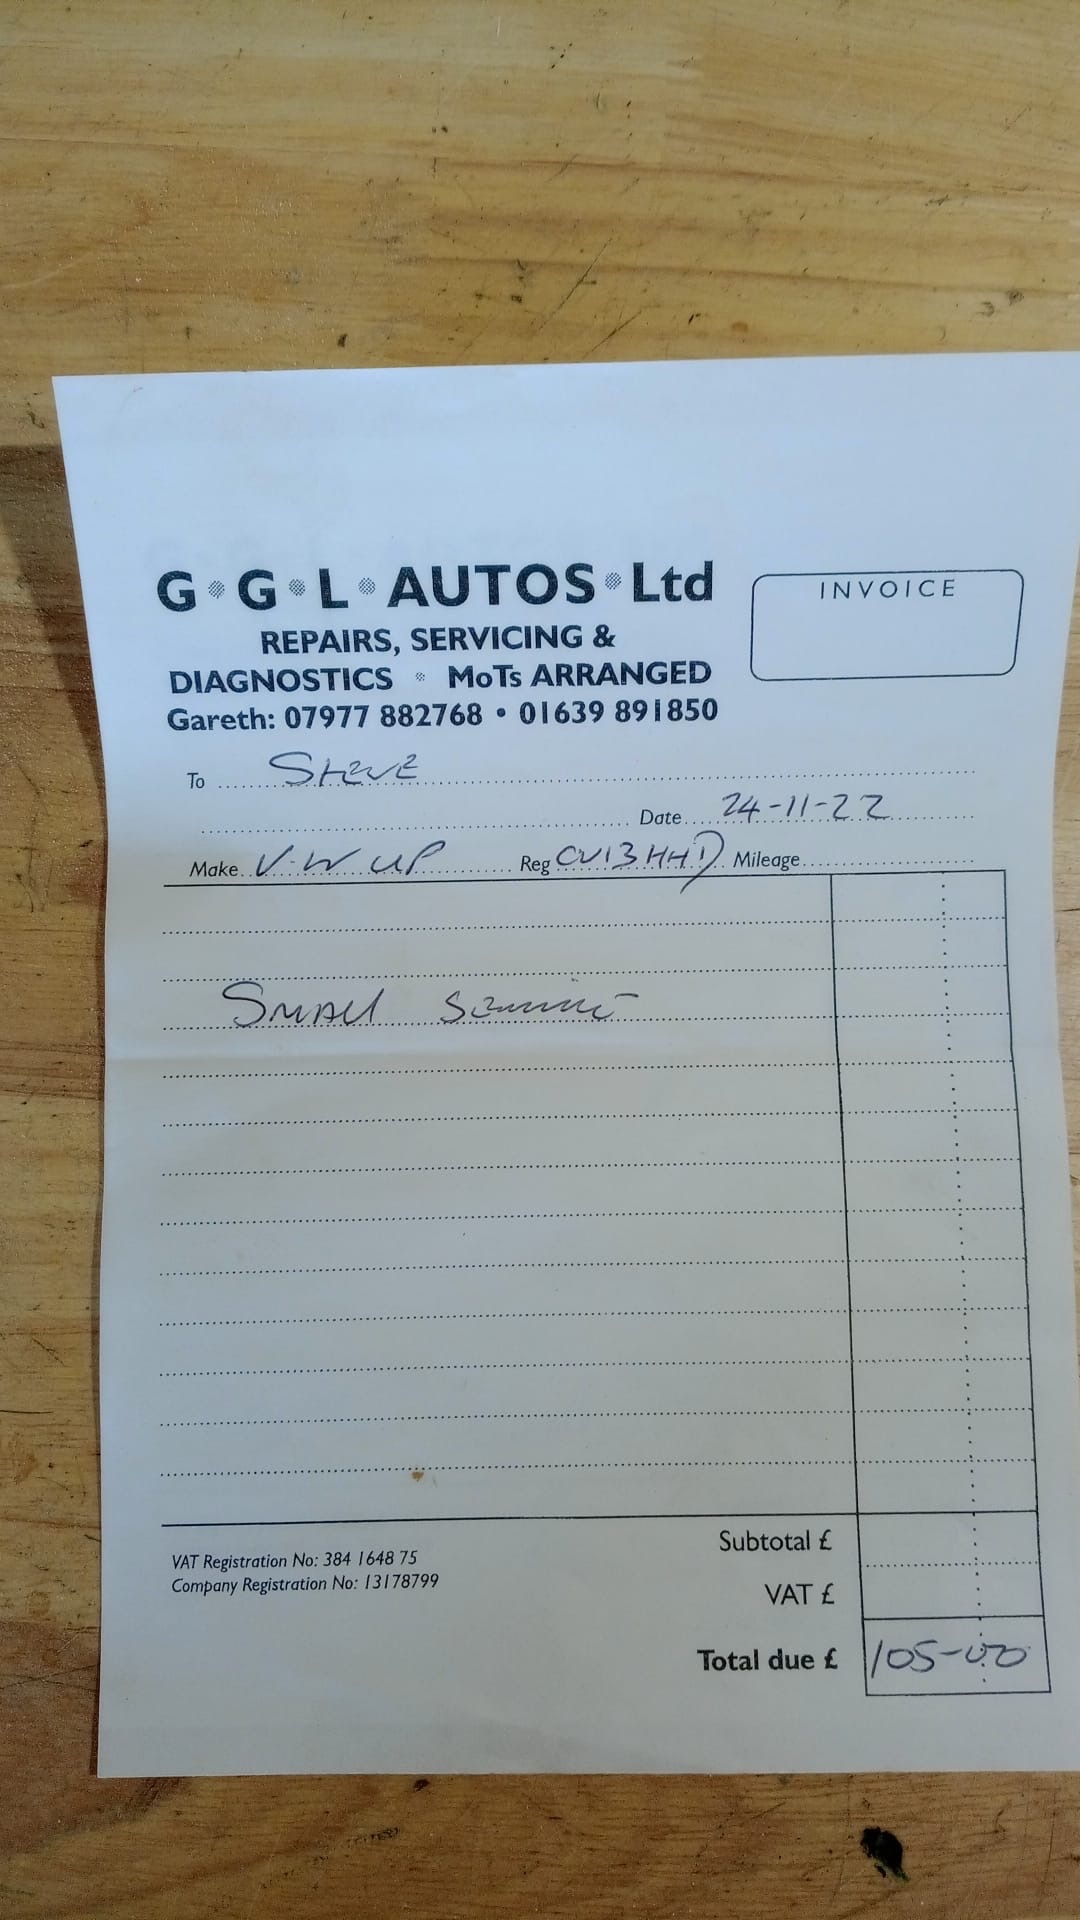 G • G • L • AUTOS • Ltd
INVOICE
REPAIRS, SERVICING &
DIAGNOSTICS • MoTs ARRANGED
Gareth: 07977 882768 • 01639 891850
To Steve
Date 24-11-22
Make V.W UP Reg CV13HHD Mileage
SMALL SERVICE
Subtotal £
VAT Registration No: 384 1648 75
Company Registration No: 13178799
VAT £
Total due £ 105-00